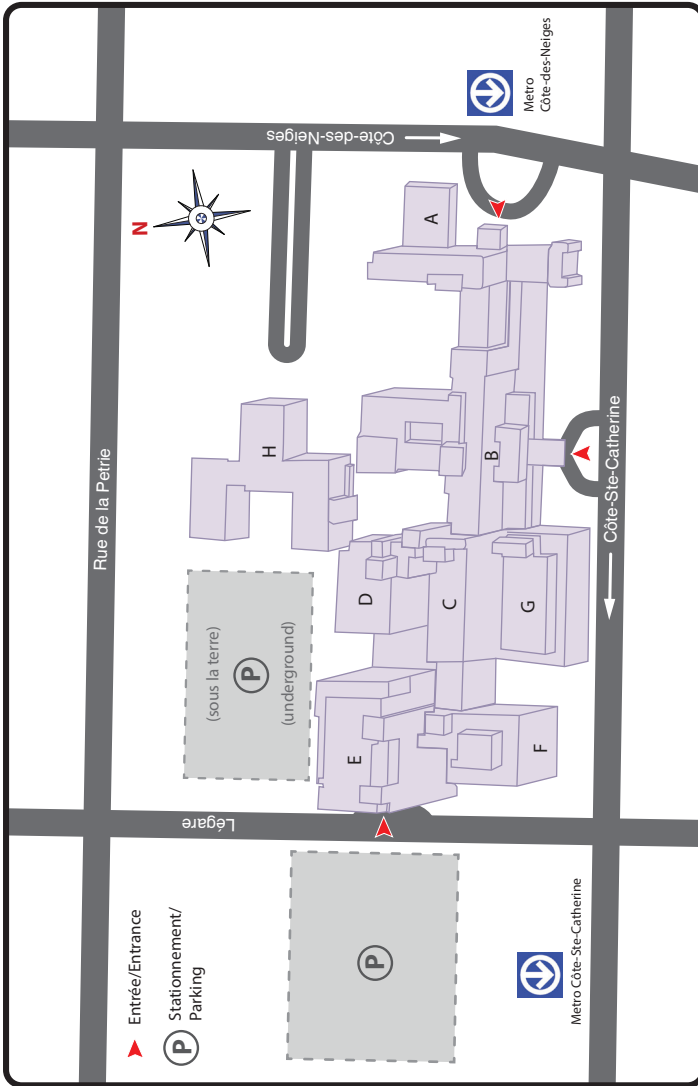 Metro
Côte-des-Neiges
Côte-des-Neiges
N
A
Rue de la Petrie
H
B
Côte-Ste-Catherine
D
C
G
(sous la terre)
P
(underground)
E
F
Légaré
Entrée/Entrance
P
Stationnement/
Parking
P
Metro Côte-Ste-Catherine